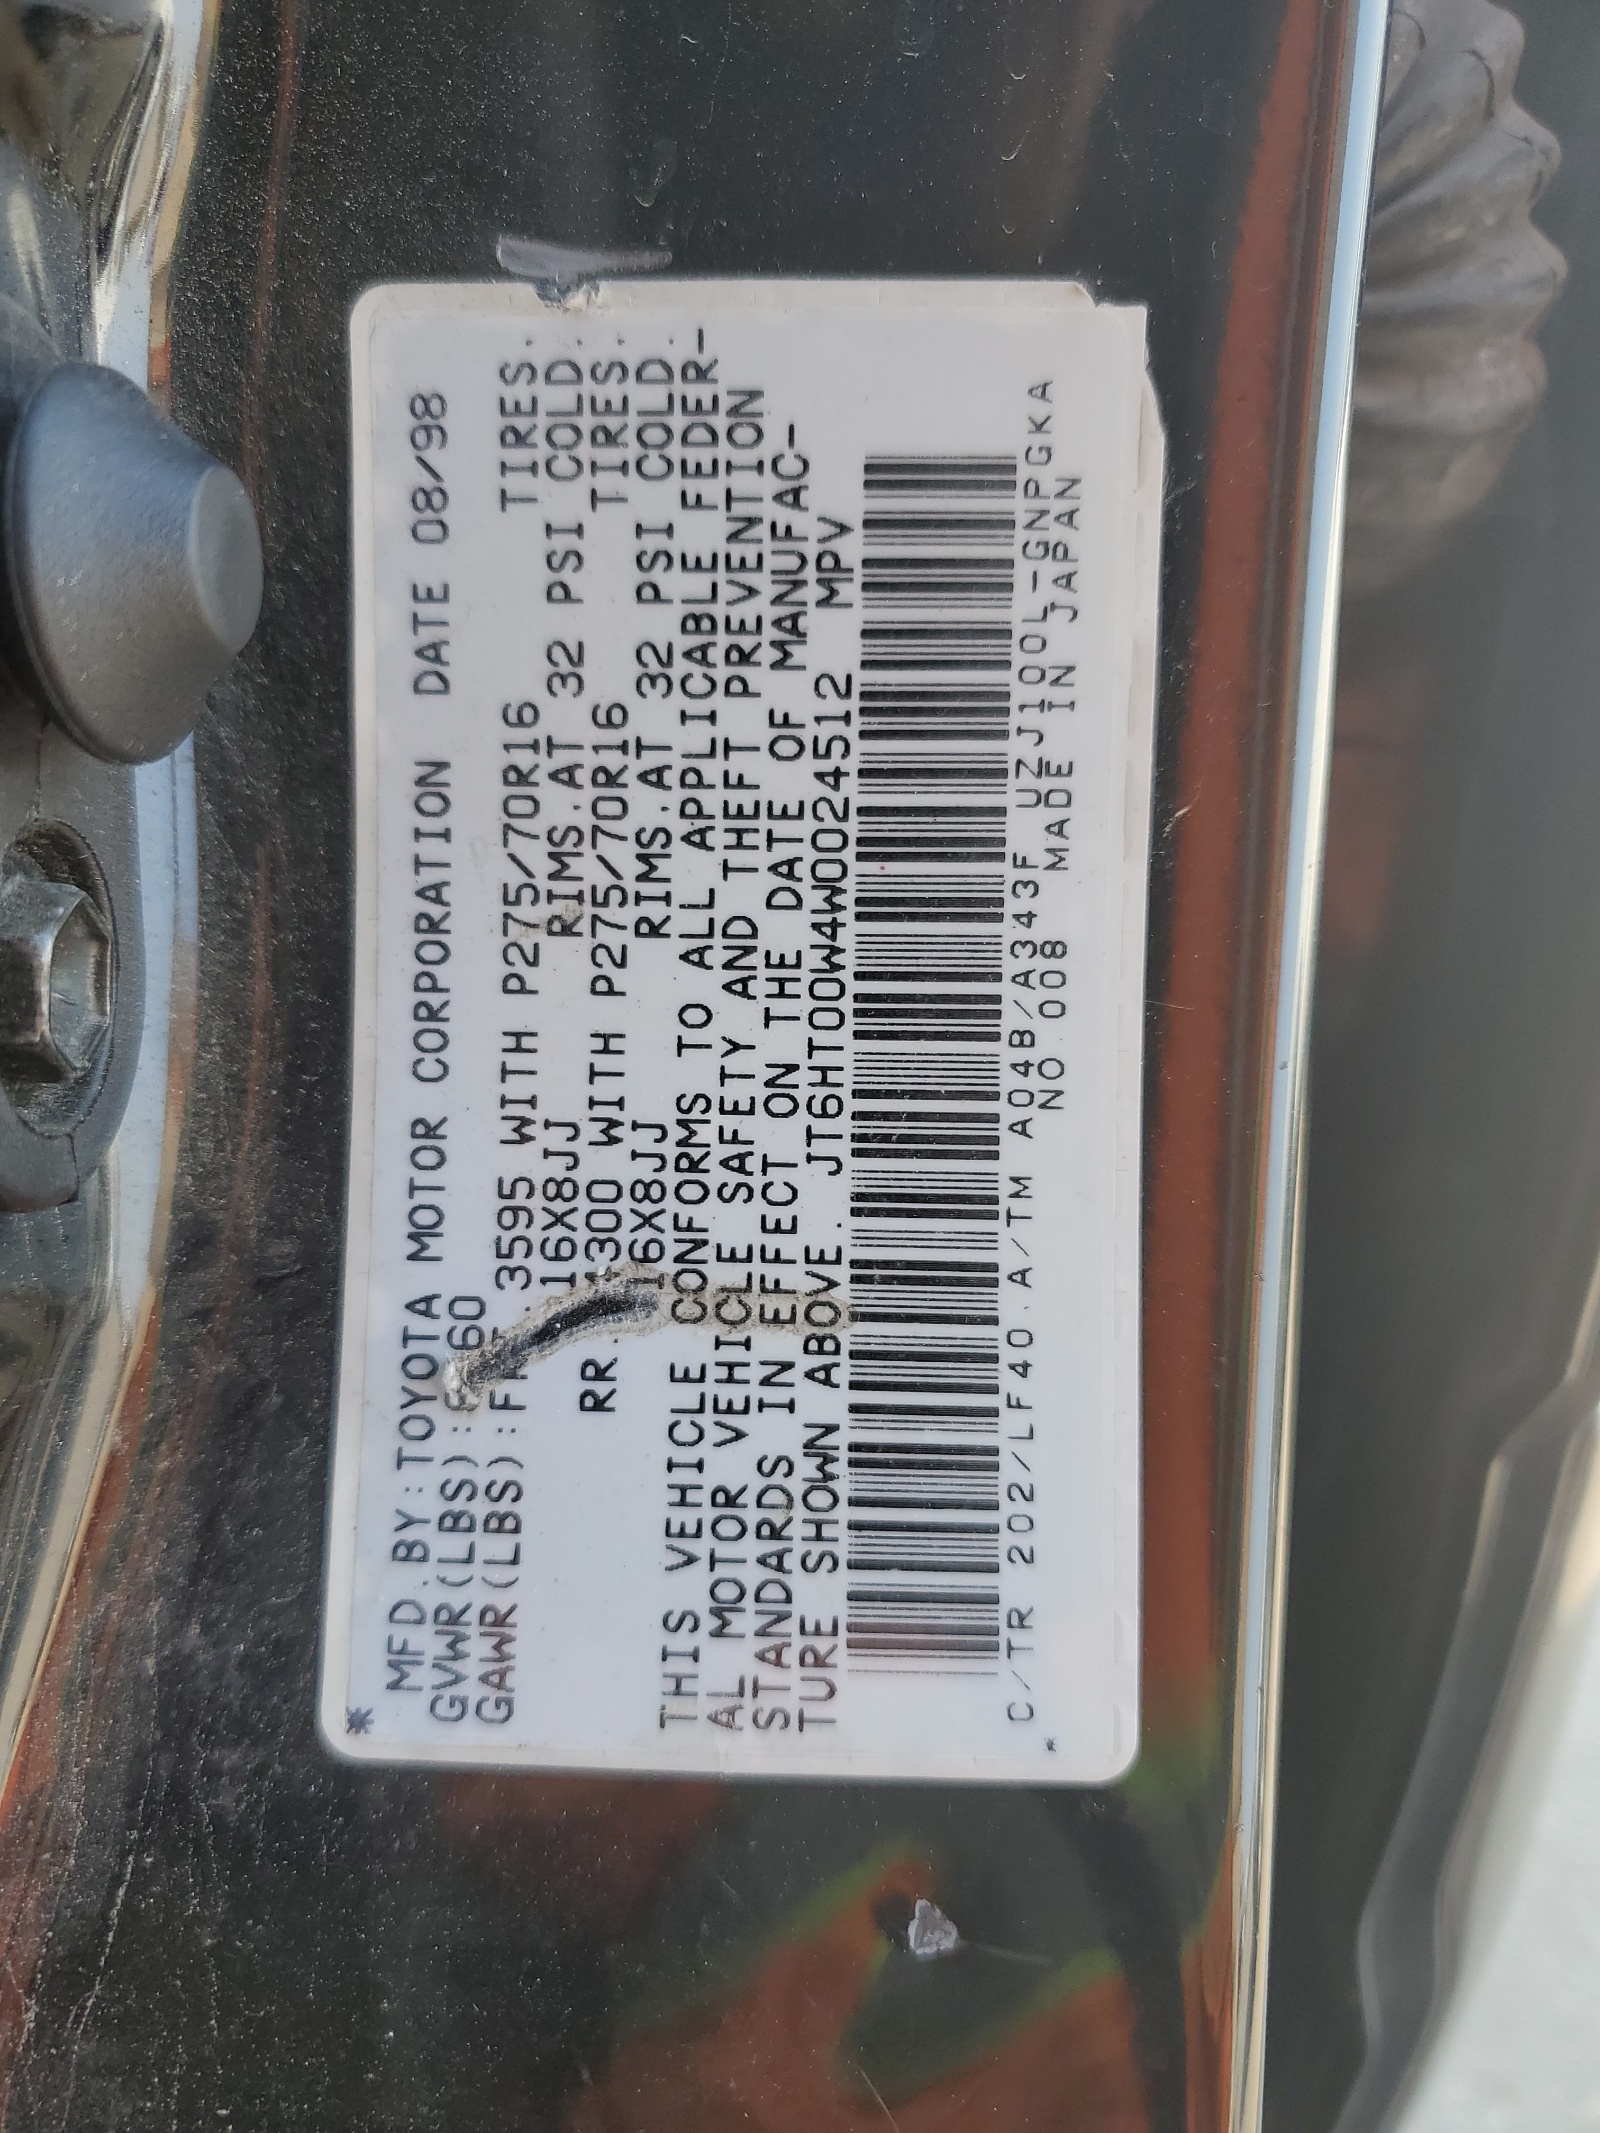 *
MFD.BY:TOYOTA MOTOR CORPORATION DATE 08/98
GVWR(LBS): 60
GAWR(LBS):F .3595 WITH P275/70R16 TIRES.
16X8JJ RIMS.AT 32 PSI COLD.
RR. 300 WITH P275/70R16 TIRES.
16X8JJ RIMS.AT 32 PSI COLD.
THIS VEHICLE CONFORMS TO ALL APPLICABLE FEDER-
AL MOTOR VEHICLE SAFETY AND THEFT PREVENTION
STANDARDS IN EFFECT ON THE DATE OF MANUFAC-
TURE SHOWN ABOVE. JT6HT00W4W0024512 MPV
C/TR 202/LF40.A/TM A04B/A343F UZJ100L-GNPGKA
NO.008 MADE IN JAPAN